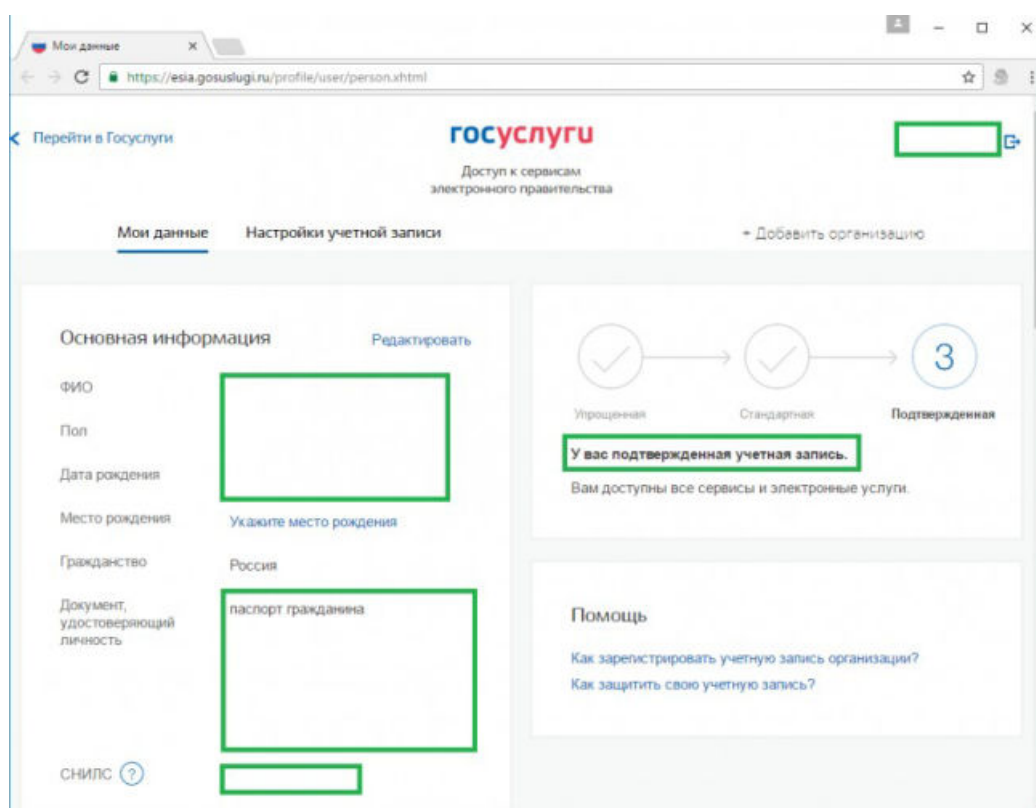 Мои данные
https://esia.gosuslugi.ru/profile/user/person.xhtml
Перейти в Госуслуги
госуслуги
Доступ к сервисам
электронного правительства
Мои данные
Настройки учетной записи
+ Добавить организацию
Основная информация
Редактировать
ФИО
Пол
Дата рождения
Место рождения
Укажите место рождения
Гражданство
Россия
Документ,
удостоверяющий
личность
паспорт гражданина
СНИЛС ?
3
Упрощенная
Стандартная
Подтвержденная
У вас подтвержденная учетная запись.
Вам доступны все сервисы и электронные услуги.
Помощь
Как зарегистрировать учетную запись организации?
Как защитить свою учетную запись?